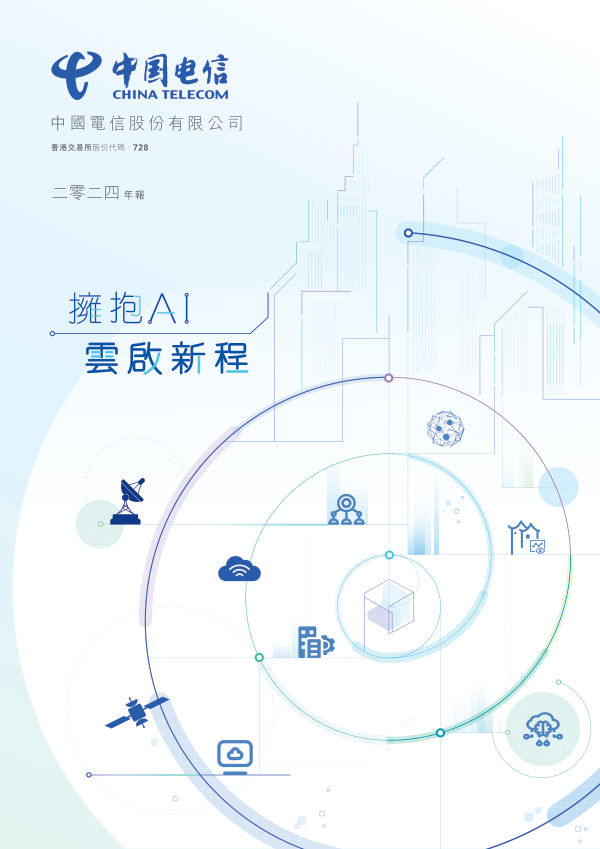 中国电信
CHINA TELECOM
中國電信股份有限公司
香港交易所股份代碼：728
二零二四 年報
擁抱AI
雲啟新程